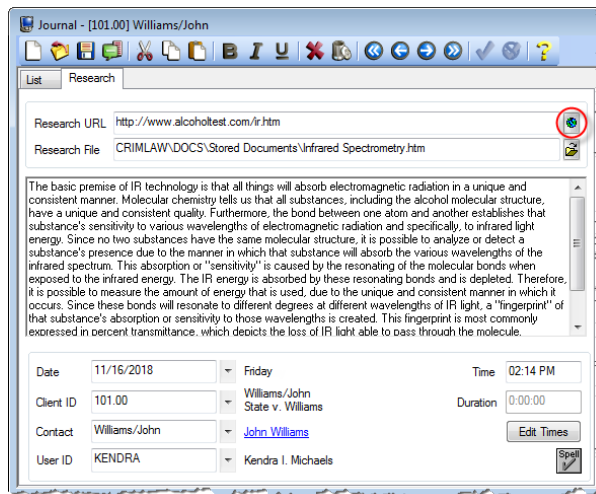 Journal - [101.00] Williams/John
B I U ?
List Research
Research URL http://www.alcoholtest.com/ir.htm
Research File CRIMLAW\DOCS\Stored Documents\Infrared Spectrometry.htm
The basic premise of IR technology is that all things will absorb electromagnetic radiation in a unique and
consistent manner. Molecular chemistry tells us that all substances, including the alcohol molecular structure,
have a unique and consistent quality. Furthermore, the bond between one atom and another establishes that
substance's sensitivity to various wavelengths of electromagnetic radiation and specifically, to infrared light
energy. Since no two substances have the same molecular structure, it is possible to analyze or detect a
substance's presence due to the manner in which that substance will absorb the various wavelengths of the
infrared spectrum. This absorption or "sensitivity" is caused by the resonating of the molecular bonds when
exposed to the infrared energy. The IR energy is absorbed by these resonating bonds and is depleted. Therefore,
it is possible to measure the amount of energy that is used, due to the unique and consistent manner in which it
occurs. Since these bonds will resonate to different degrees at different wavelengths of IR light, a "fingerprint" of
that substance's absorption or sensitivity to those wavelengths is created. This fingerprint is most commonly
expressed in percent transmittance, which depicts the loss of IR light able to pass through the molecule.
Date 11/16/2018 Friday Time 02:14 PM
Client ID 101.00 Williams/John
State v. Williams Duration 0:00:00
Contact Williams/John John Williams Edit Times
User ID KENDRA Kendra I. Michaels Spell